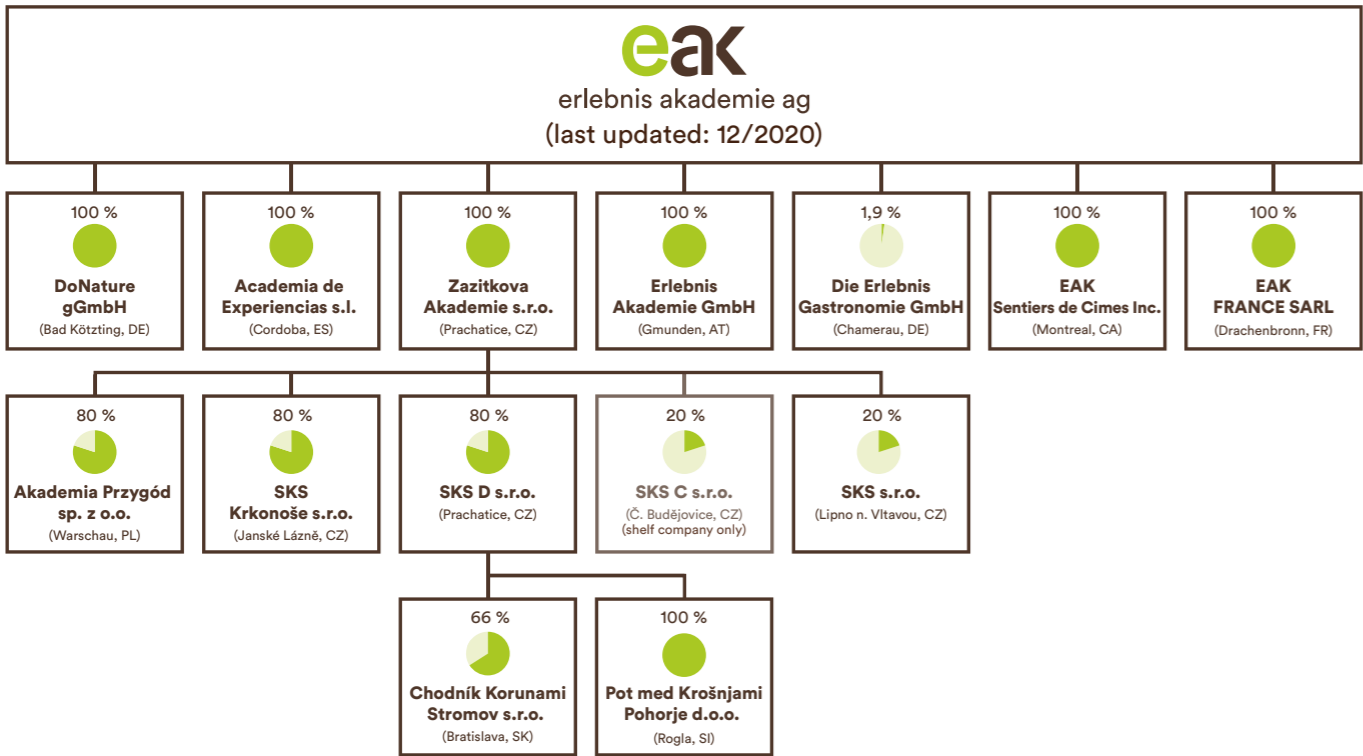 eak
erlebnis akademie ag
(last updated: 12/2020)
100 %
DoNature
gGmbH
(Bad Kötzting, DE)
100 %
Academia de
Experiencias s.l.
(Cordoba, ES)
100 %
Zazitkova
Akademie s.r.o.
(Prachatice, CZ)
100 %
Erlebnis
Akademie GmbH
(Gmunden, AT)
1,9 %
Die Erlebnis
Gastronomie GmbH
(Chamerau, DE)
100 %
EAK
Sentiers de Cimes Inc.
(Montreal, CA)
100 %
EAK
FRANCE SARL
(Drachenbronn, FR)
80 %
Akademia Przygód
sp. z o.o.
(Warschau, PL)
80 %
SKS
Krkonoše s.r.o.
(Janské Lázně, CZ)
80 %
SKS D s.r.o.
(Prachatice, CZ)
20 %
SKS C s.r.o.
(Č. Budějovice, CZ)
(shelf company only)
20 %
SKS s.r.o.
(Lipno n. Vltavou, CZ)
66 %
Chodník Korunami
Stromov s.r.o.
(Bratislava, SK)
100 %
Pot med Krošnjami
Pohorje d.o.o.
(Rogla, SI)